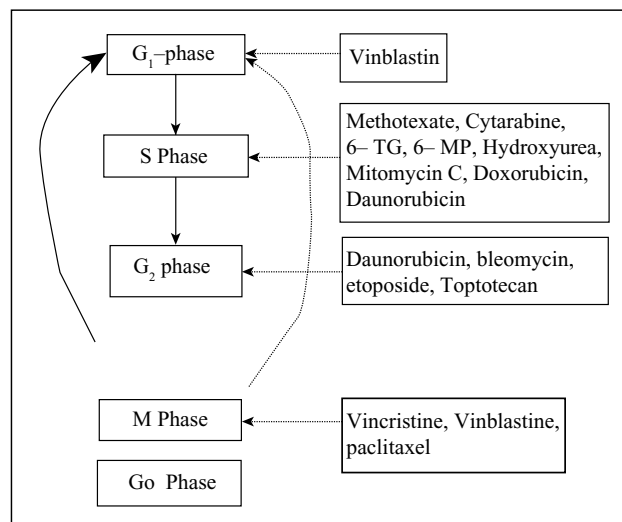 G₁–phase
Vinblastin
S Phase
Methotexate, Cytarabine,
6– TG, 6– MP, Hydroxyurea,
Mitomycin C, Doxorubicin,
Daunorubicin
G₂ phase
Daunorubicin, bleomycin,
etoposide, Toptotecan
M Phase
Vincristine, Vinblastine,
paclitaxel
Go Phase